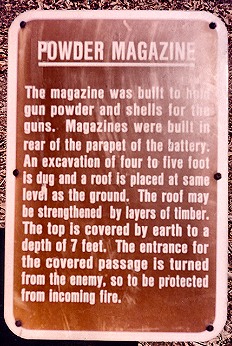 POWDER MAGAZINE
The magazine was built to hold
gun powder and shells for the
guns. Magazines were built in
rear of the parapet of the battery.
An excavation of four to five foot
is dug and a roof is placed at same
level as the ground. The roof may
be strengthened by layers of timber.
The top is covered by earth to a
depth of 7 feet. The entrance for
the covered passage is turned
from the enemy, so to be protected
from incoming fire.